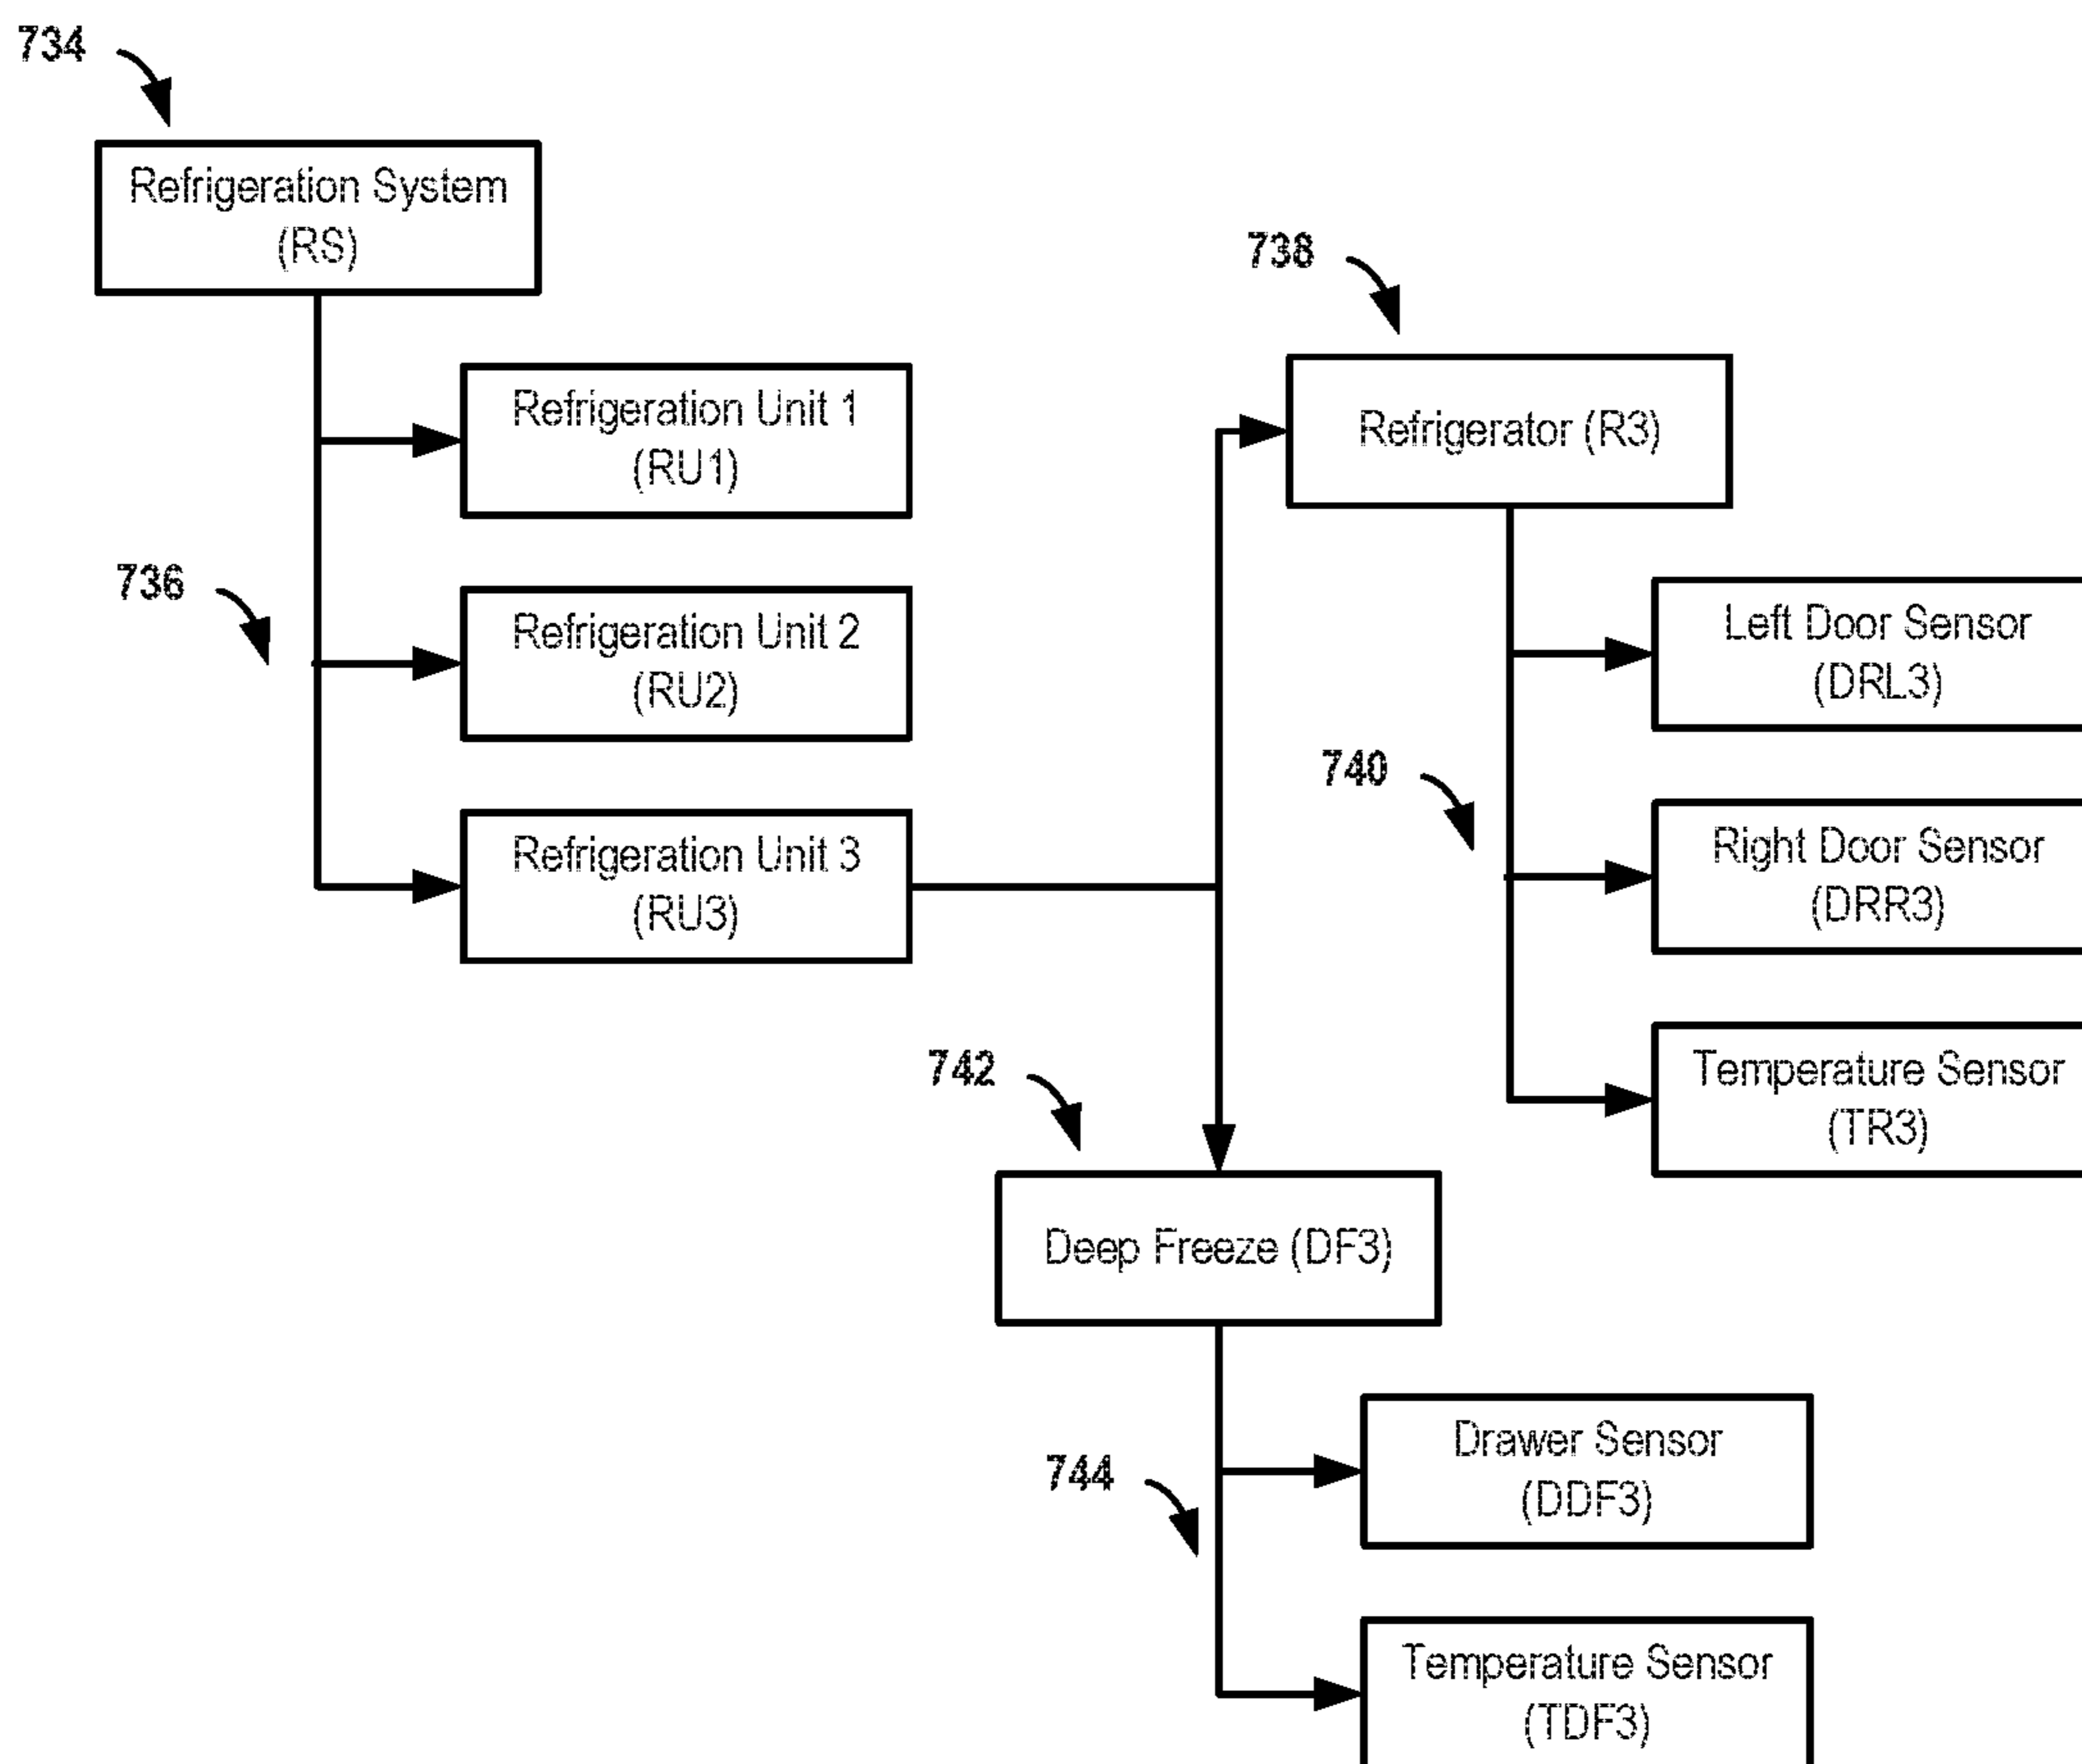 734
Refrigeration System
(RS)
738
Refrigeration Unit 1
(RU1)
Refrigerator (R3)
736
Refrigeration Unit 2
(RU2)
Left Door Sensor
(DRL3)
740
Refrigeration Unit 3
(RU3)
Right Door Sensor
(DRR3)
742
Temperature Sensor
(TR3)
Deep Freeze (DF3)
744
Drawer Sensor
(DDF3)
Temperature Sensor
(TDF3)